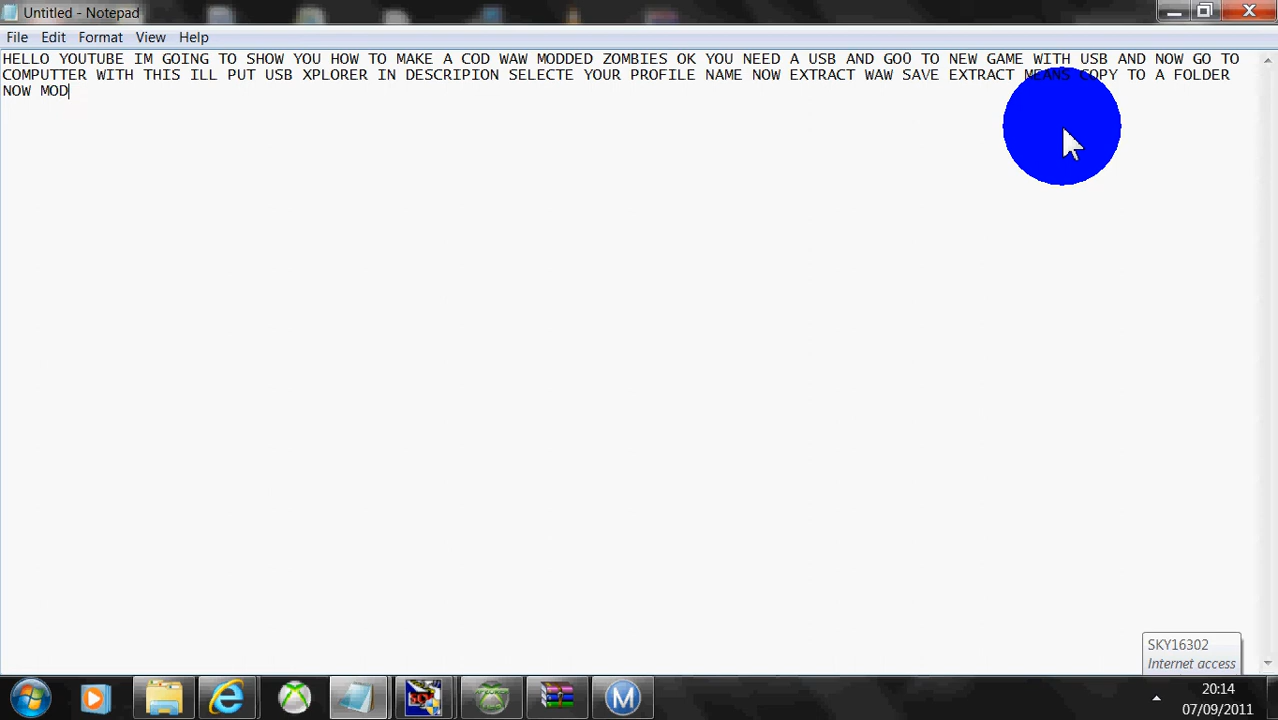 Untitled - Notepad
File Edit Format View Help
HELLO YOUTUBE IM GOING TO SHOW YOU HOW TO MAKE A COD WAW MODDED ZOMBIES OK YOU NEED A USB AND GOO TO NEW GAME WITH USB AND NOW GO TO
COMPUTTER WITH THIS ILL PUT USB XPLORER IN DESCRIPION SELECTE YOUR PROFILE NAME NOW EXTRACT WAW SAVE EXTRACT MEANS COPY TO A FOLDER
NOW MOD
SKY16302
Internet access
20:14
07/09/2011